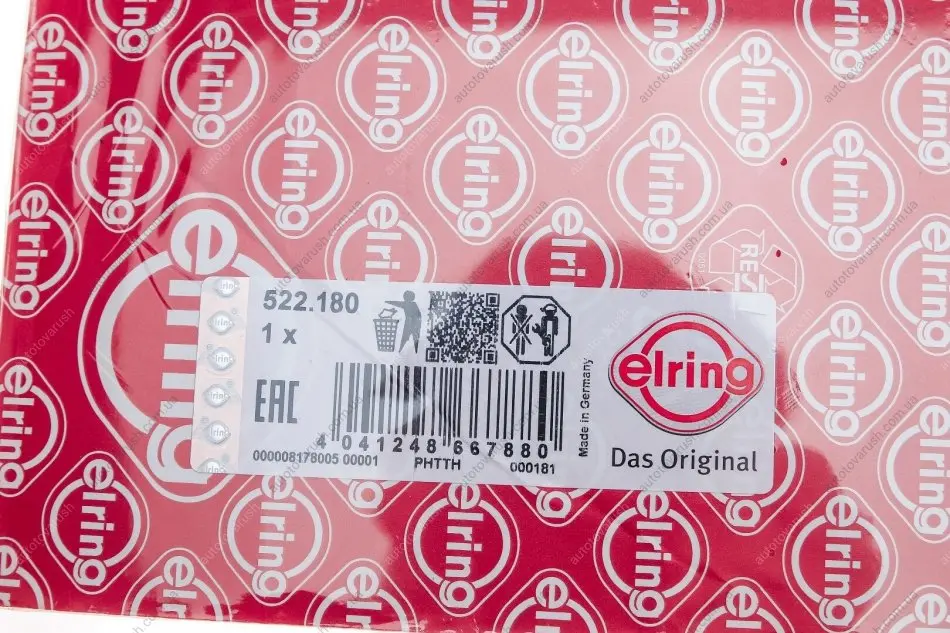 522.180
1 x
EAC
4 041248 667880
000008178005 00001
PHTTH
000181
Made in Germany
elring
Das Original
elring
autotovarush.com.ua